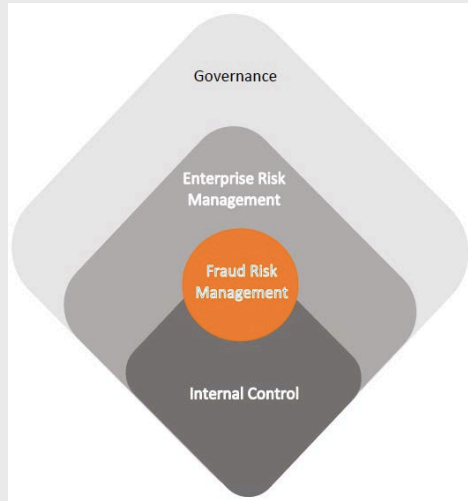 Governance
Enterprise Risk
Management
Fraud Risk
Management
Internal Control